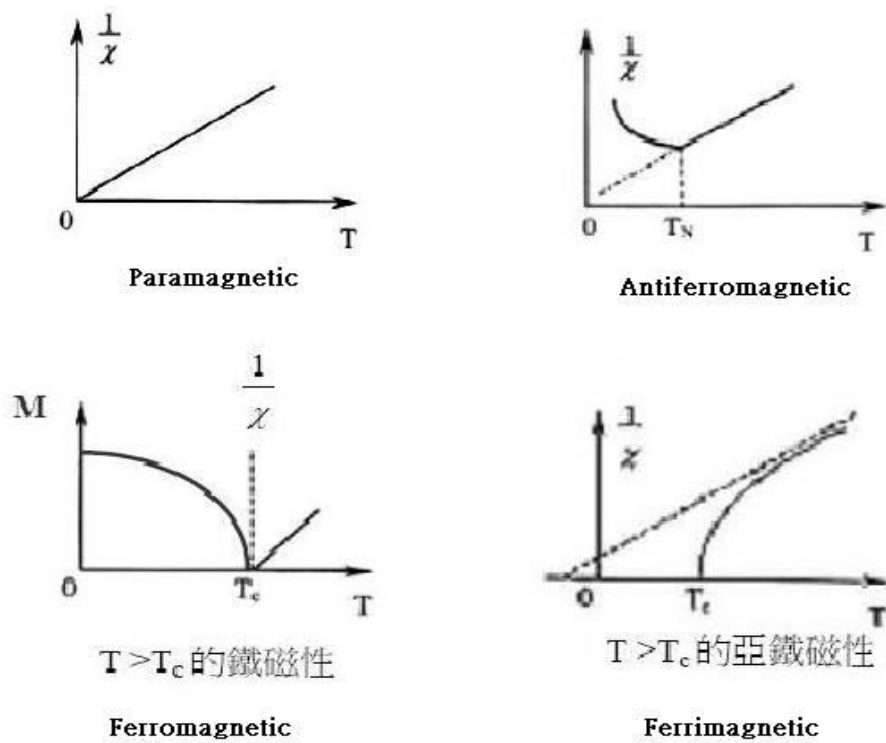 1
χ
0
T
Paramagnetic
1
χ
0
T_N
T
Antiferromagnetic
M
1
χ
0
T_c
T
T >T_c 的鐵磁性
Ferromagnetic
1
χ
0
T
T >T_c 的亞鐵磁性
Ferrimagnetic